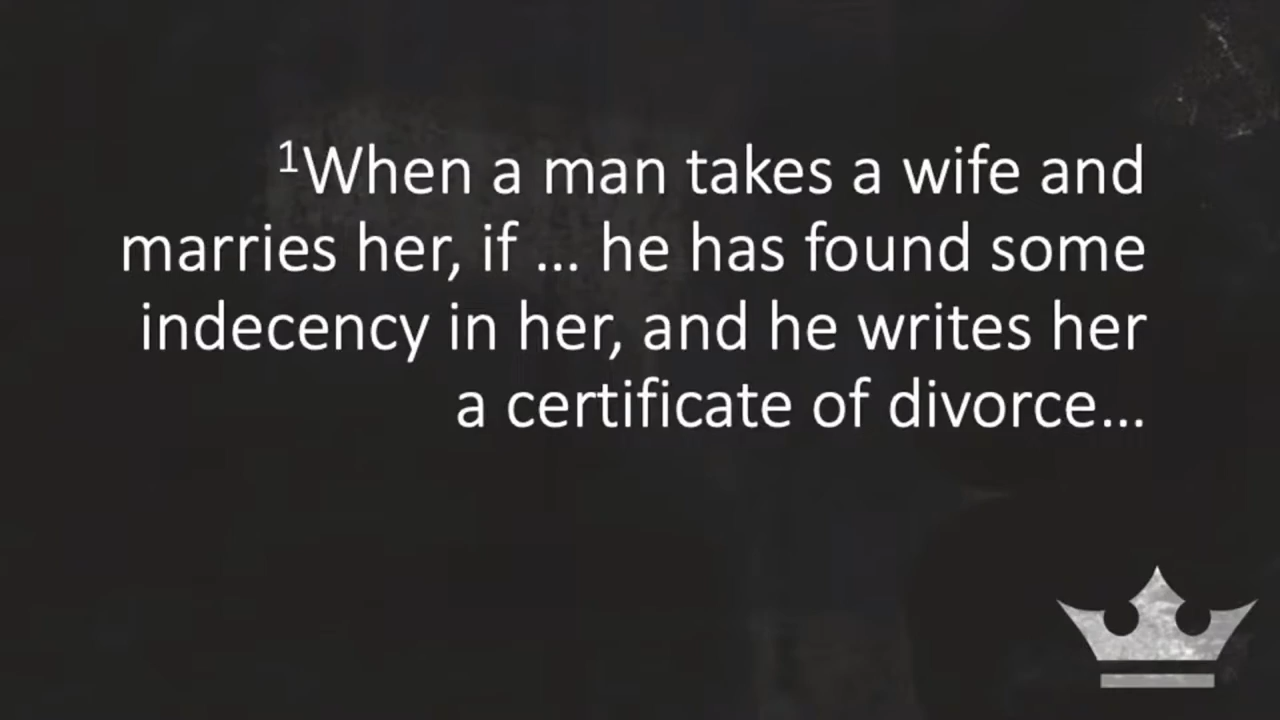 ¹When a man takes a wife and
marries her, if ... he has found some
indecency in her, and he writes her
a certificate of divorce...